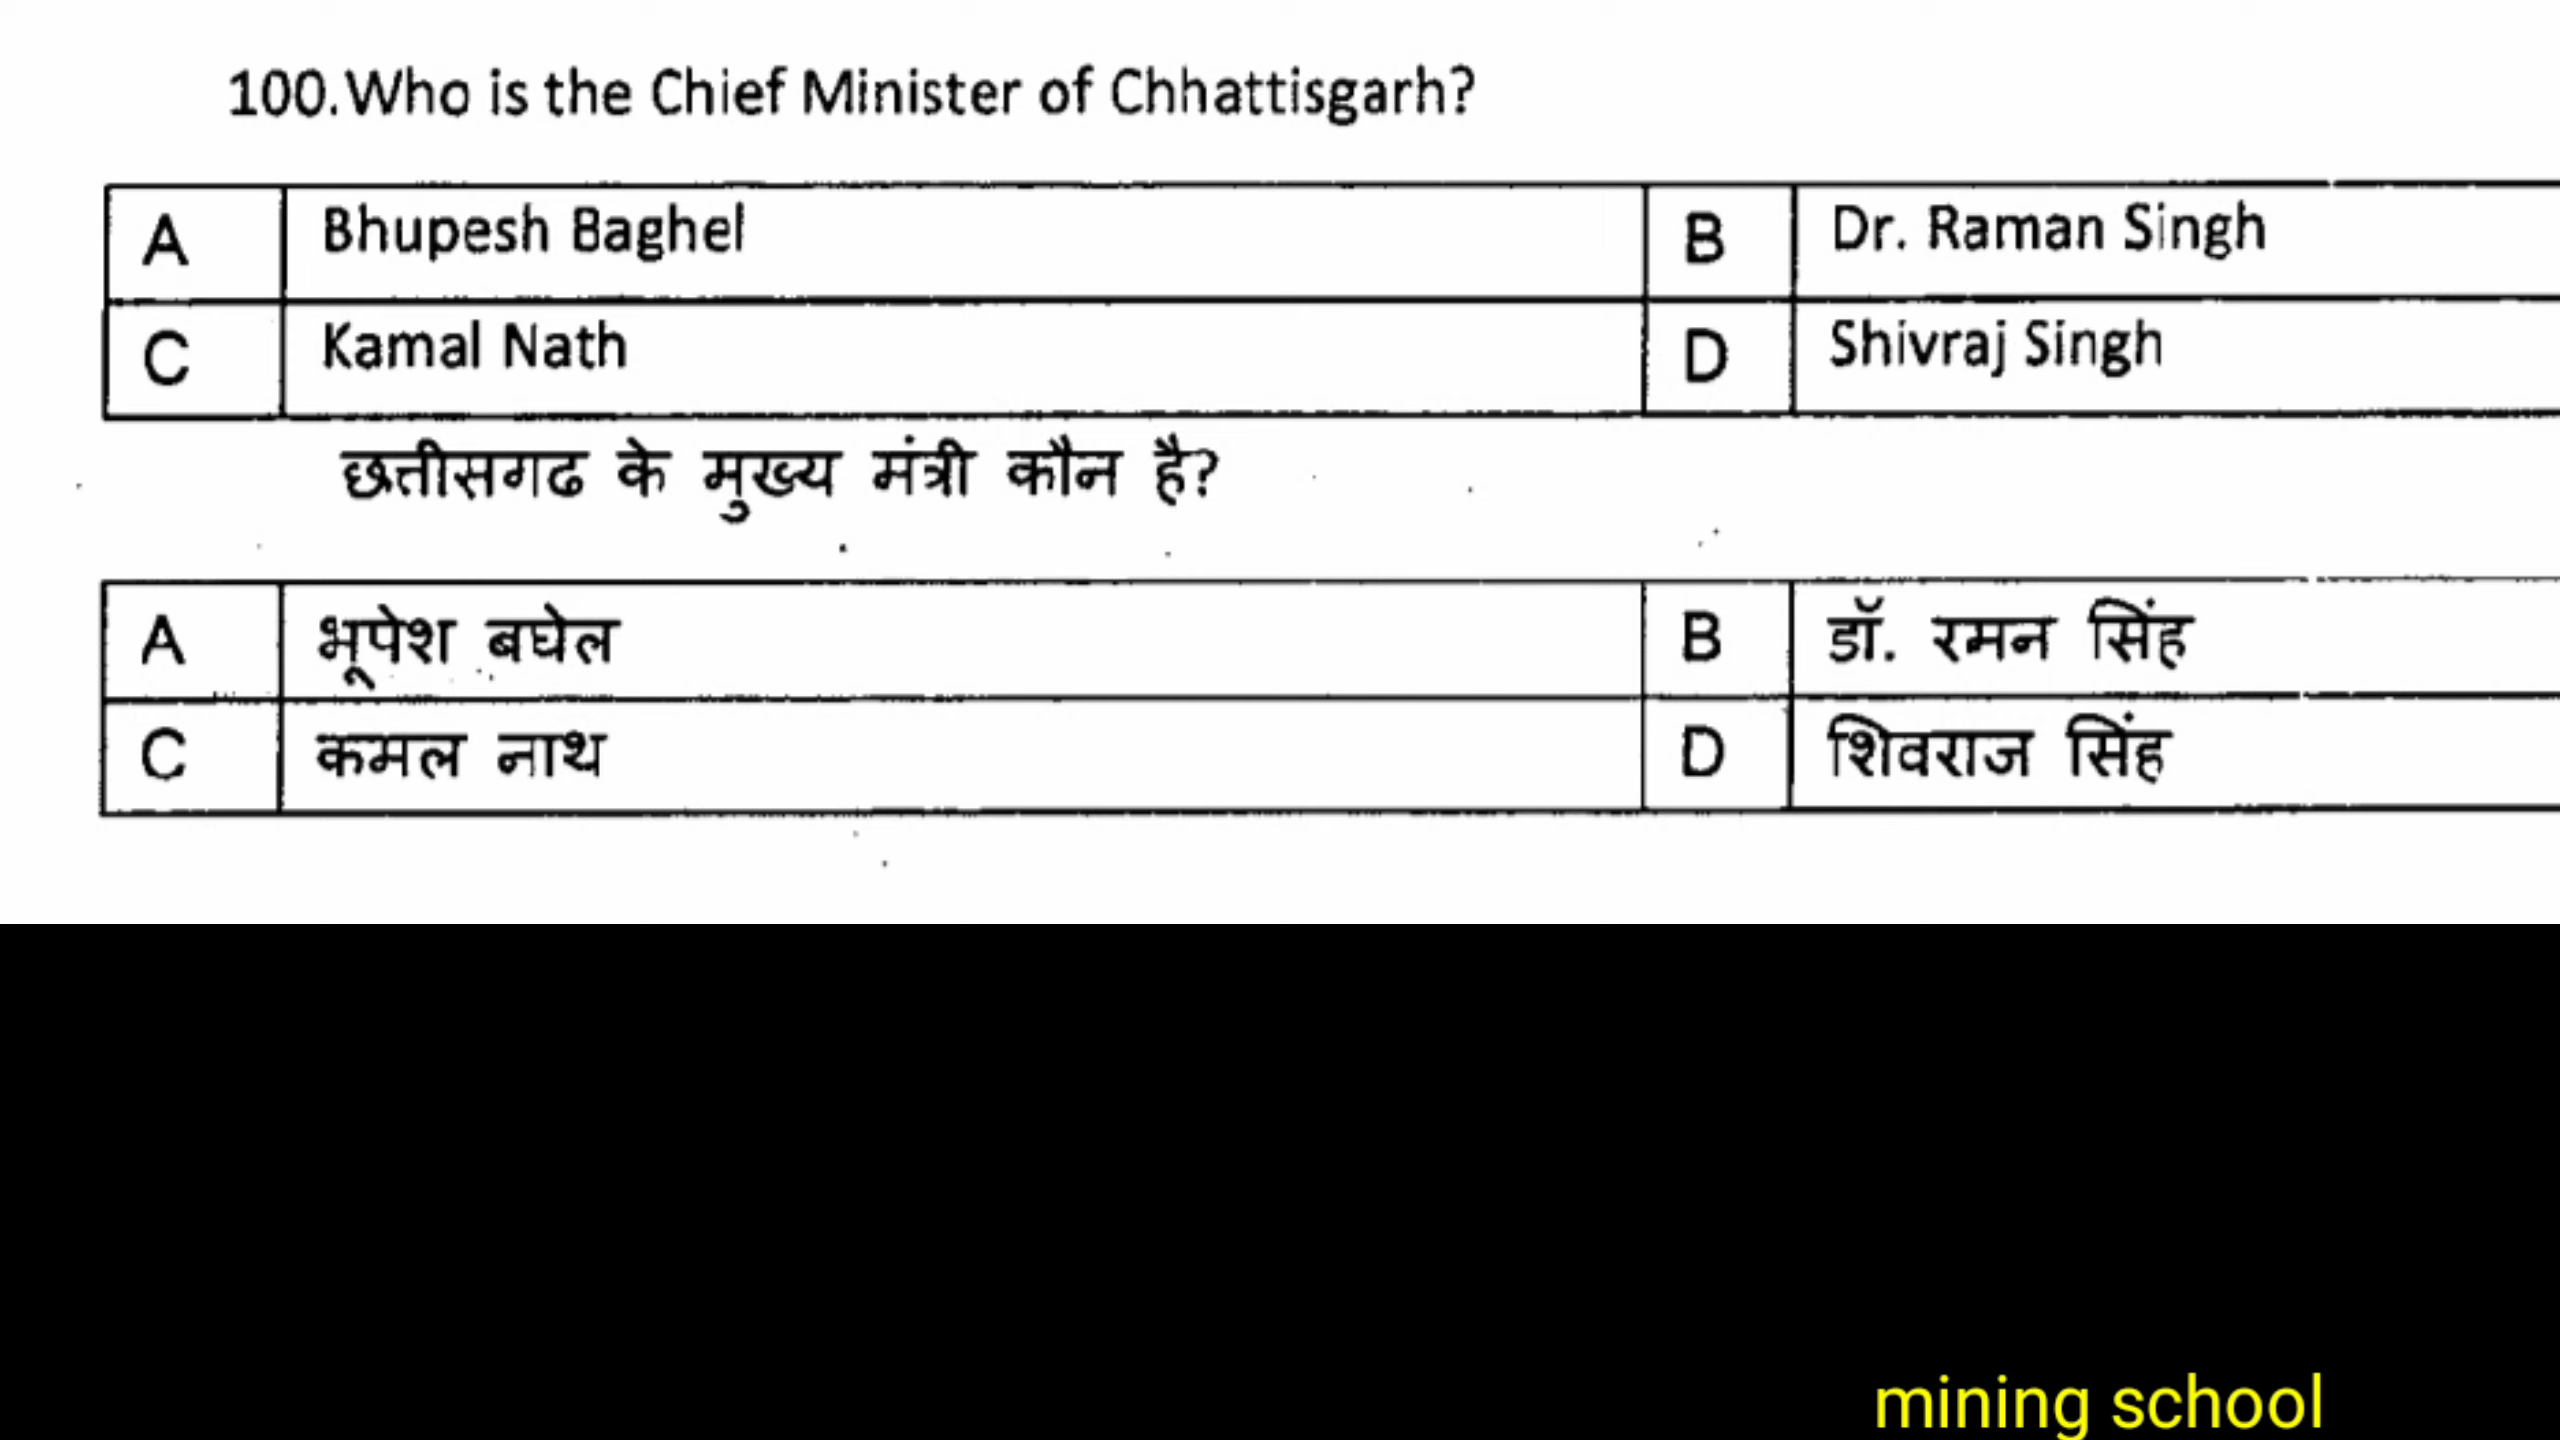 100.Who is the Chief Minister of Chhattisgarh?
A Bhupesh Baghel B Dr. Raman Singh
C Kamal Nath D Shivraj Singh
छत्तीसगढ के मुख्य मंत्री कौन है?
A भूपेश बघेल B डॉ. रमन सिंह
C कमल नाथ D शिवराज सिंह
mining school